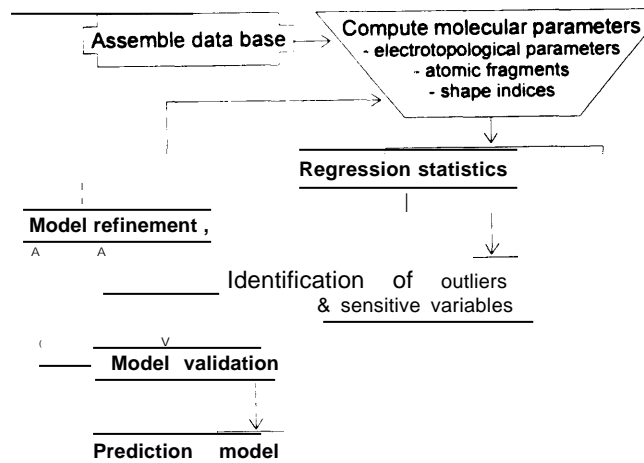 Assemble data base
Compute molecular parameters
- electrotopological parameters
- atomic fragments
- shape indices
Regression statistics
Model refinement ,
Identification of outliers
& sensitive variables
Model validation
Prediction model